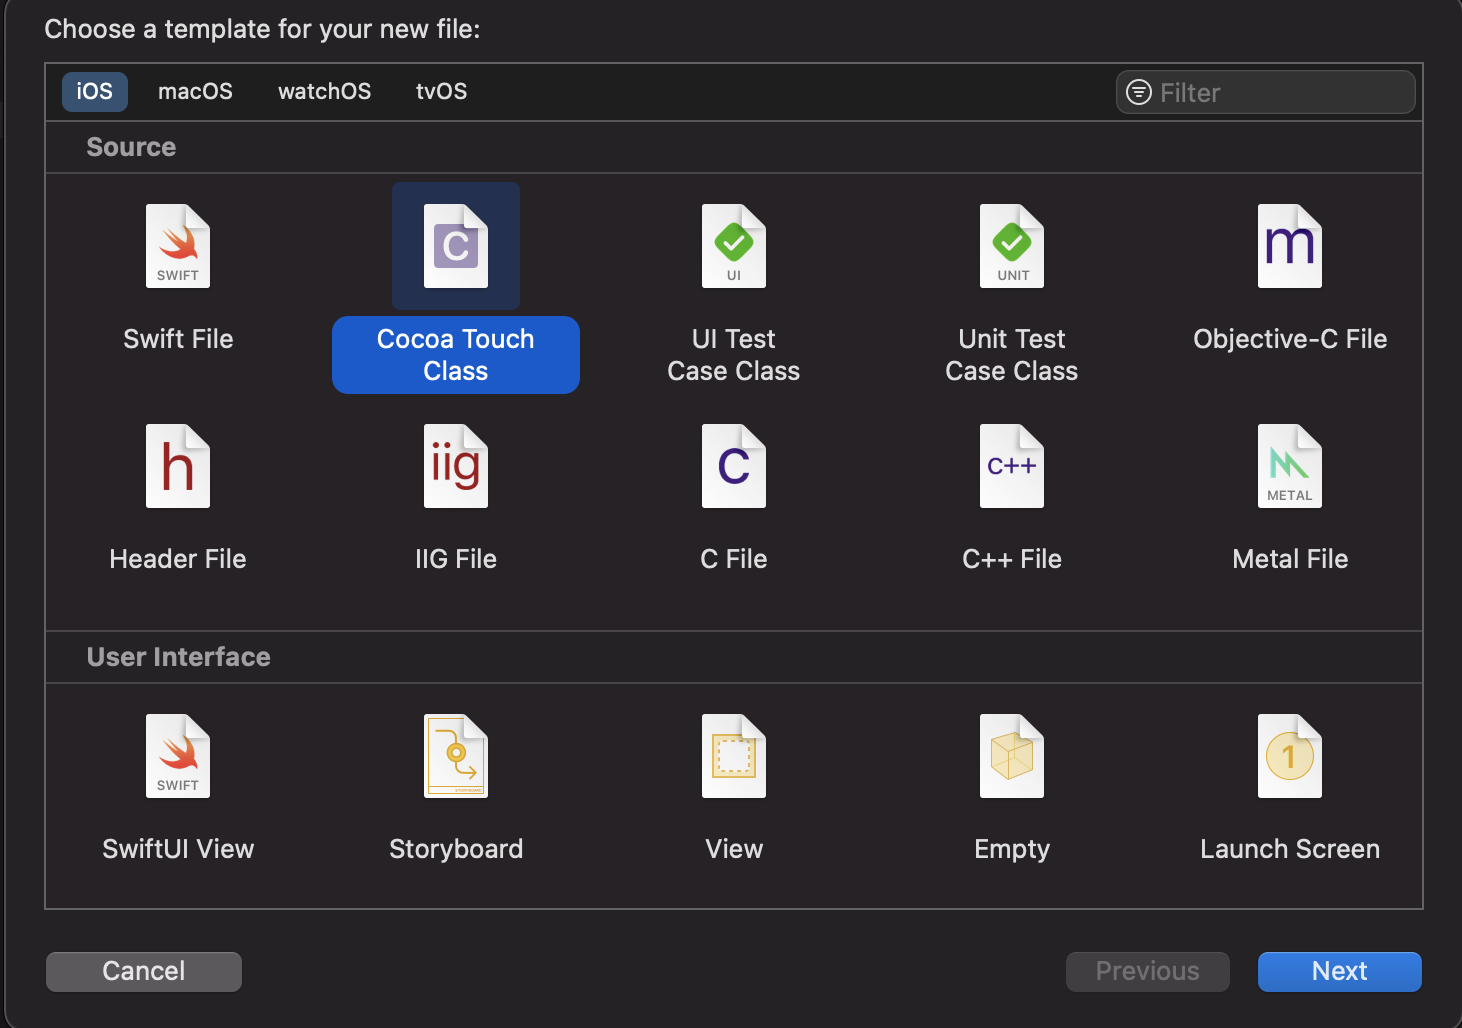 Choose a template for your new file:
iOS macOS watchOS tvOS Filter
Source
SWIFT C UI UNIT m
Swift File Cocoa Touch UI Test Unit Test Objective-C File
Class Case Class Case Class
h iig C C++ METAL
Header File IIG File C File C++ File Metal File
User Interface
SWIFT 1
SwiftUI View Storyboard View Empty Launch Screen
Cancel Previous Next